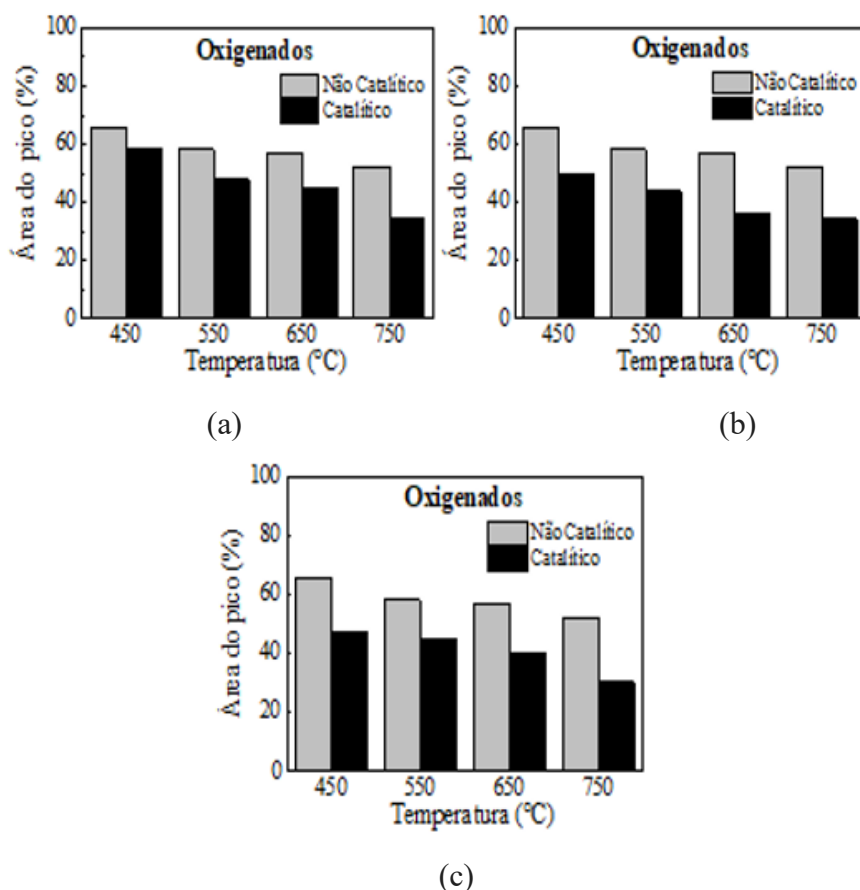 Oxigenados
Não Catalítico
Catalítico
Área do pico (%)
100
80
60
40
20
0
450 550 650 750
Temperatura (°C)
(a)
Oxigenados
Não Catalítico
Catalítico
Área do pico (%)
100
80
60
40
20
0
450 550 650 750
Temperatura (°C)
(b)
Oxigenados
Não Catalítico
Catalítico
Área do pico (%)
100
80
60
40
20
0
450 550 650 750
Temperatura (°C)
(c)